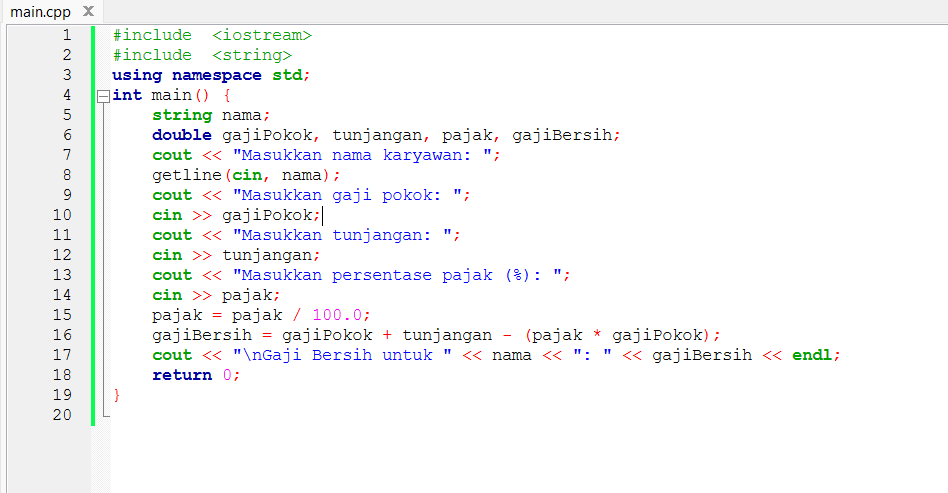 main.cpp X
1 #include  <iostream>
2 #include  <string>
3 using namespace std;
4 int main() {
5     string nama;
6     double gajiPokok, tunjangan, pajak, gajiBersih;
7     cout << "Masukkan nama karyawan: ";
8     getline(cin, nama);
9     cout << "Masukkan gaji pokok: ";
10     cin >> gajiPokok;
11     cout << "Masukkan tunjangan: ";
12     cin >> tunjangan;
13     cout << "Masukkan persentase pajak (%): ";
14     cin >> pajak;
15     pajak = pajak / 100.0;
16     gajiBersih = gajiPokok + tunjangan - (pajak * gajiPokok);
17     cout << "\nGaji Bersih untuk " << nama << ": " << gajiBersih << endl;
18     return 0;
19 }
20